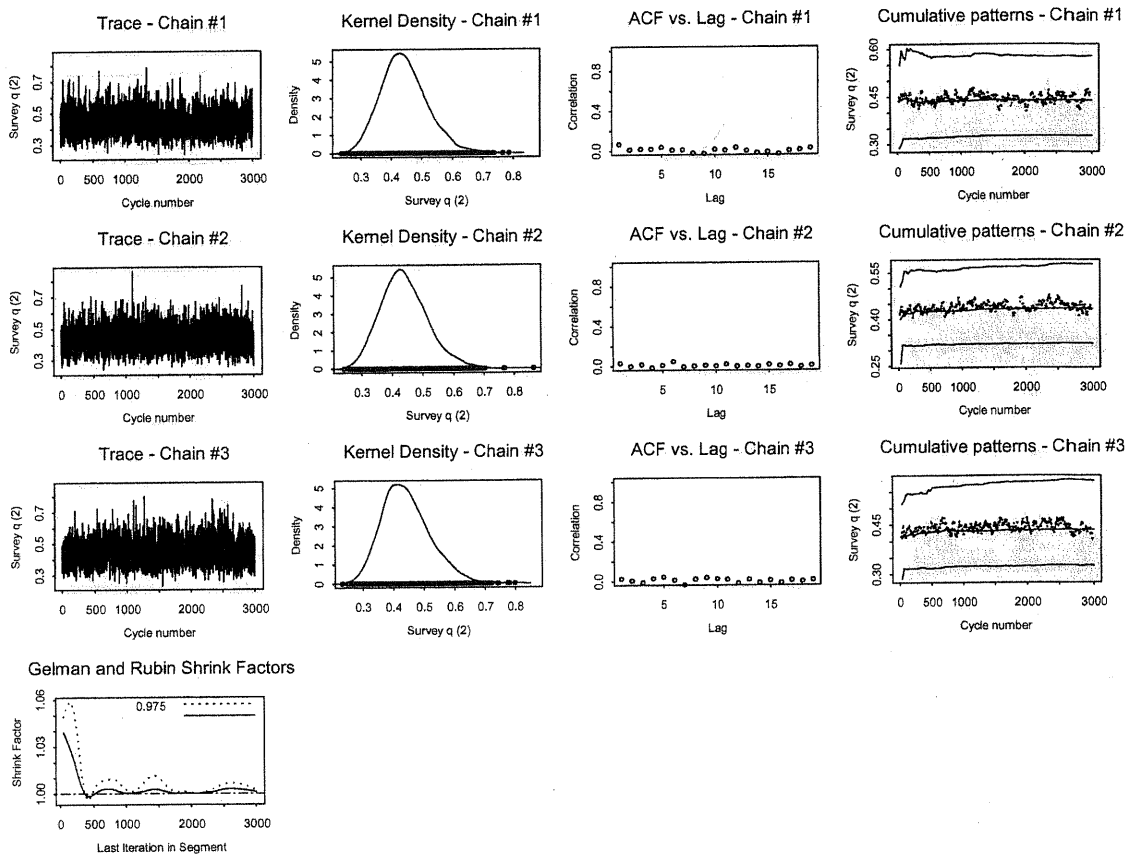 Trace - Chain #1
Survey q (2)
0.3 0.5 0.7
0 500 1000 2000 3000
Cycle number
Kernel Density - Chain #1
Density
0 1 2 3 4 5
0.3 0.4 0.5 0.6 0.7 0.8
Survey q (2)
ACF vs. Lag - Chain #1
Correlation
0.0 0.4 0.8
5 10 15
Lag
Cumulative patterns - Chain #1
Survey q (2)
0.30 0.45 0.60
0 500 1000 2000 3000
Cycle number
Trace - Chain #2
Survey q (2)
0.3 0.5 0.7
0 500 1000 2000 3000
Cycle number
Kernel Density - Chain #2
Density
0 1 2 3 4 5
0.3 0.4 0.5 0.6 0.7 0.8
Survey q (2)
ACF vs. Lag - Chain #2
Correlation
0.0 0.4 0.8
5 10 15
Lag
Cumulative patterns - Chain #2
Survey q (2)
0.25 0.40 0.55
0 500 1000 2000 3000
Cycle number
Trace - Chain #3
Survey q (2)
0.3 0.5 0.7
0 500 1000 2000 3000
Cycle number
Kernel Density - Chain #3
Density
0 1 2 3 4 5
0.3 0.4 0.5 0.6 0.7 0.8
Survey q (2)
ACF vs. Lag - Chain #3
Correlation
0.0 0.4 0.8
5 10 15
Lag
Cumulative patterns - Chain #3
Survey q (2)
0.30 0.45
0 500 1000 2000 3000
Cycle number
Gelman and Rubin Shrink Factors
Shrink Factor
1.00 1.03 1.06
0.975
0 500 1000 2000 3000
Last Iteration in Segment